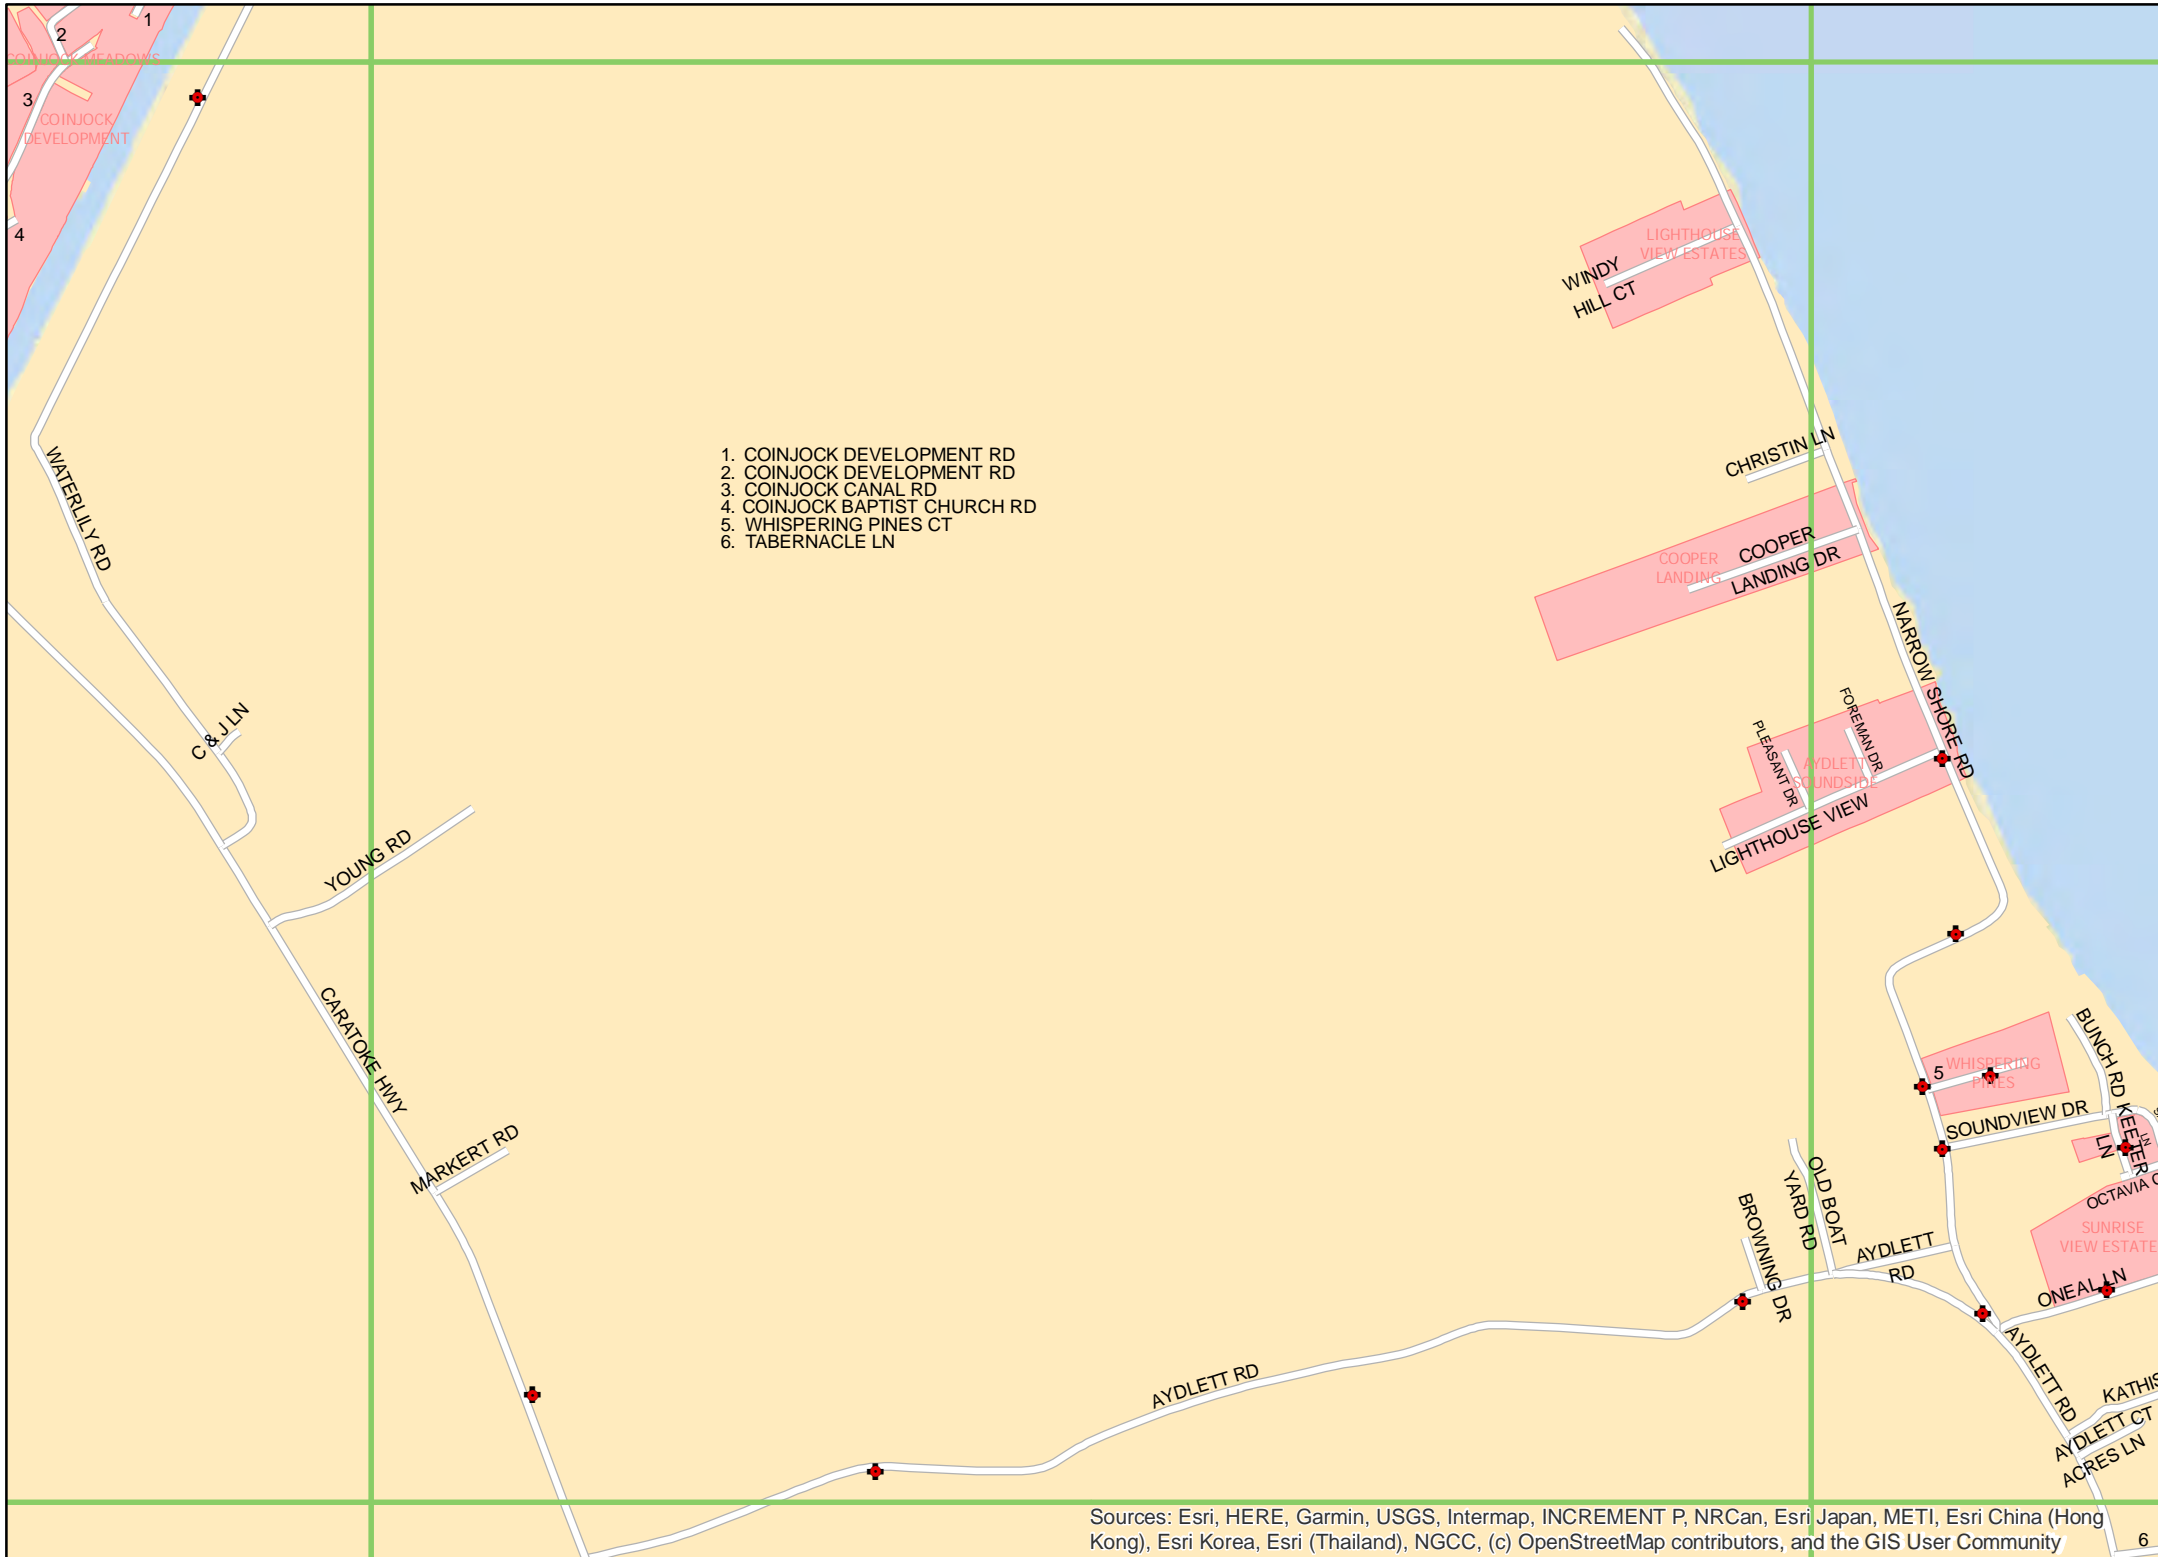 1
2
COINJOCK MEADOWS
3
COINJOCK
DEVELOPMENT
4
LIGHTHOUSE
VIEW ESTATES
WINDY
HILL CT
WATERLILY RD
1. COINJOCK DEVELOPMENT RD
2. COINJOCK DEVELOPMENT RD
3. COINJOCK CANAL RD
4. COINJOCK BAPTIST CHURCH RD
5. WHISPERING PINES CT
6. TABERNACLE LN
CHRISTIN LN
COOPER
LANDING
COOPER
LANDING DR
NARROW SHORE RD
C & J LN
PLEASANT DR
FOREMAN DR
AYDLETT
SOUNDSIDE
LIGHTHOUSE VIEW
YOUNG RD
CARATOKE HWY
MARKERT RD
5
WHISPERING
PINES
BUNCH RD
SOUNDVIEW DR
KEETER
LN
LN
OCTAVIA C
SUNRISE
VIEW ESTATE
OLD BOAT
YARD RD
BROWNING DR
AYDLETT
RD
ONEAL LN
AYDLETT RD
AYDLETT RD
KATHIS
AYDLETT CT
ACRES LN
Sources: Esri, HERE, Garmin, USGS, Intermap, INCREMENT P, NRCan, Esri Japan, METI, Esri China (Hong
Kong), Esri Korea, Esri (Thailand), NGCC, (c) OpenStreetMap contributors, and the GIS User Community
6